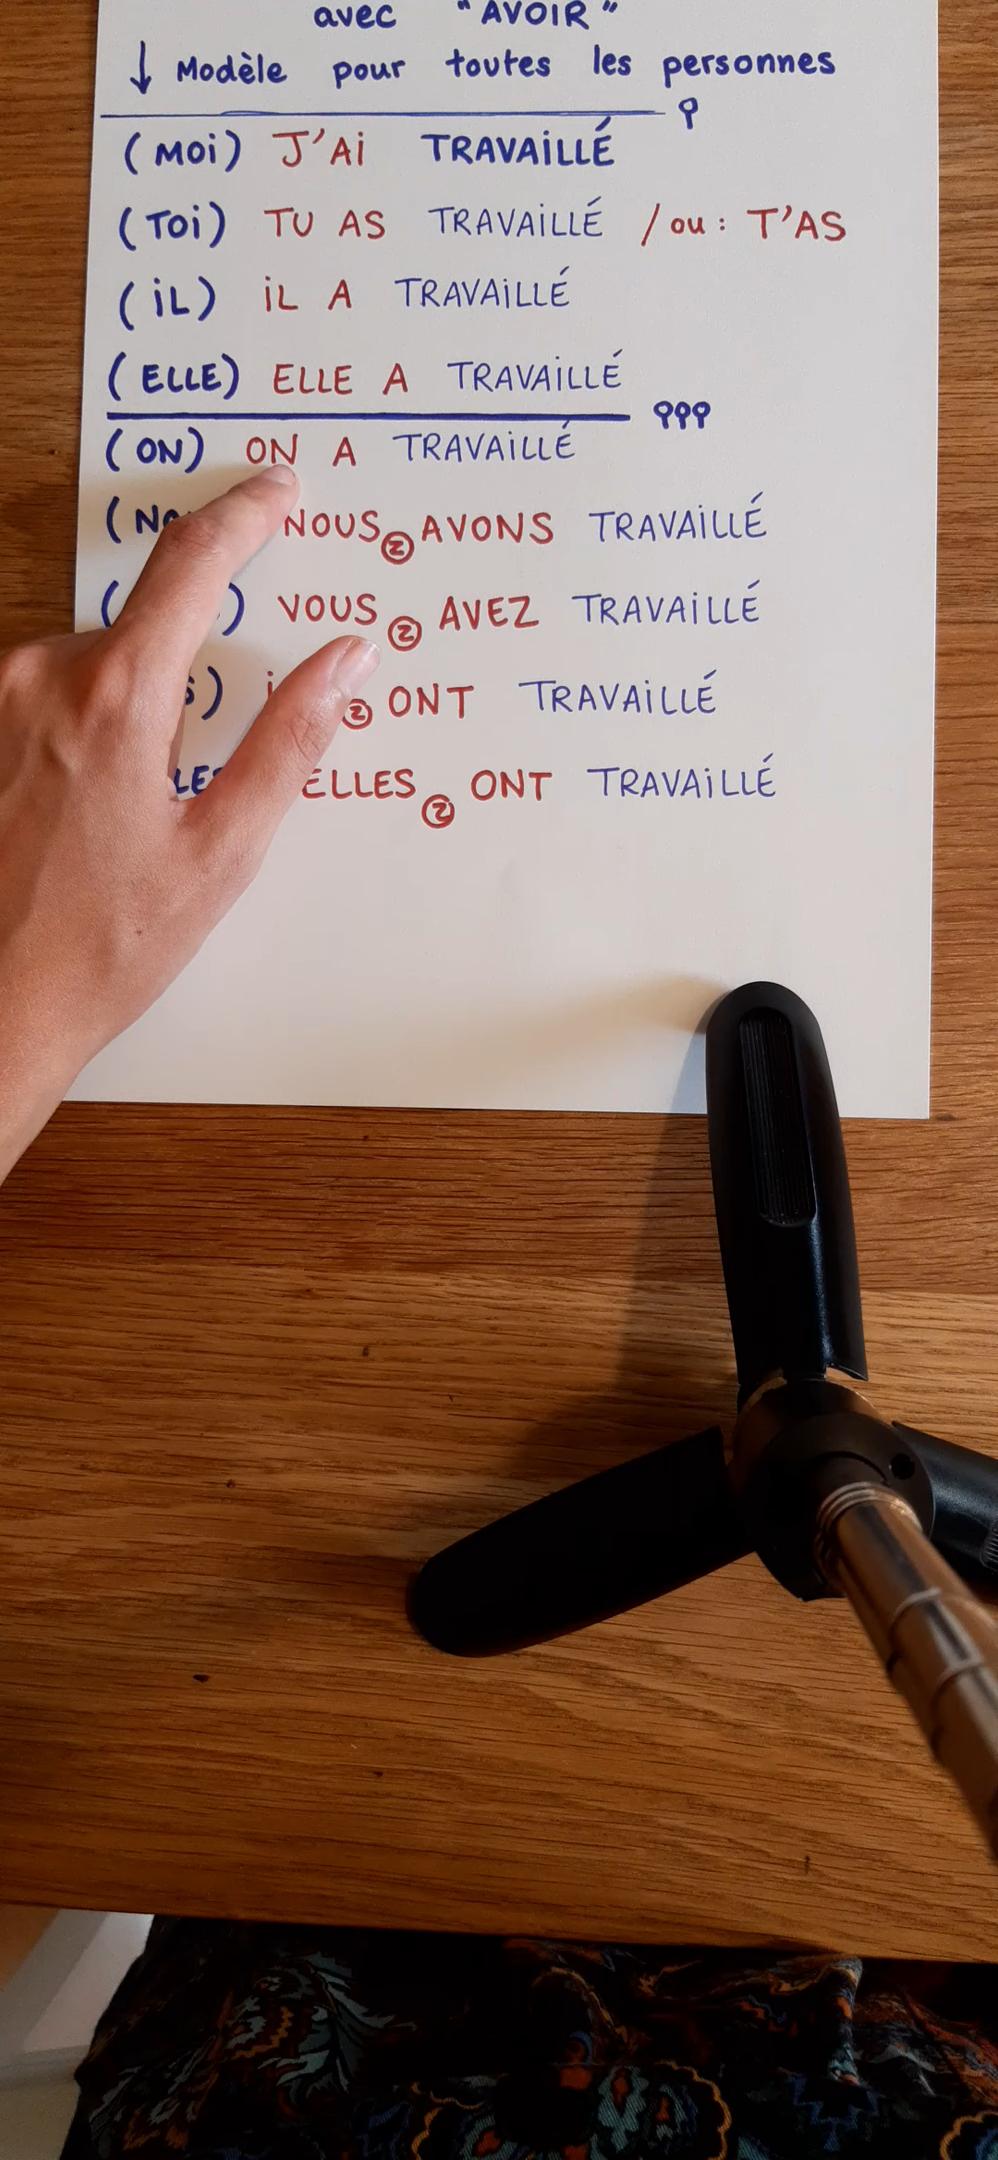 avec "AVOIR"
↓ Modèle pour toutes les personnes
(MOi) J'Ai TRAVAiLLÉ
(TOi) TU AS TRAVAiLLÉ / ou : T'AS
(iL) iL A TRAVAiLLÉ
(ELLE) ELLE A TRAVAiLLÉ
(ON) ON A TRAVAiLLÉ
NOUS z AVONS TRAVAiLLÉ
VOUS z AVEZ TRAVAiLLÉ
z ONT TRAVAiLLÉ
ELLES z ONT TRAVAiLLÉ